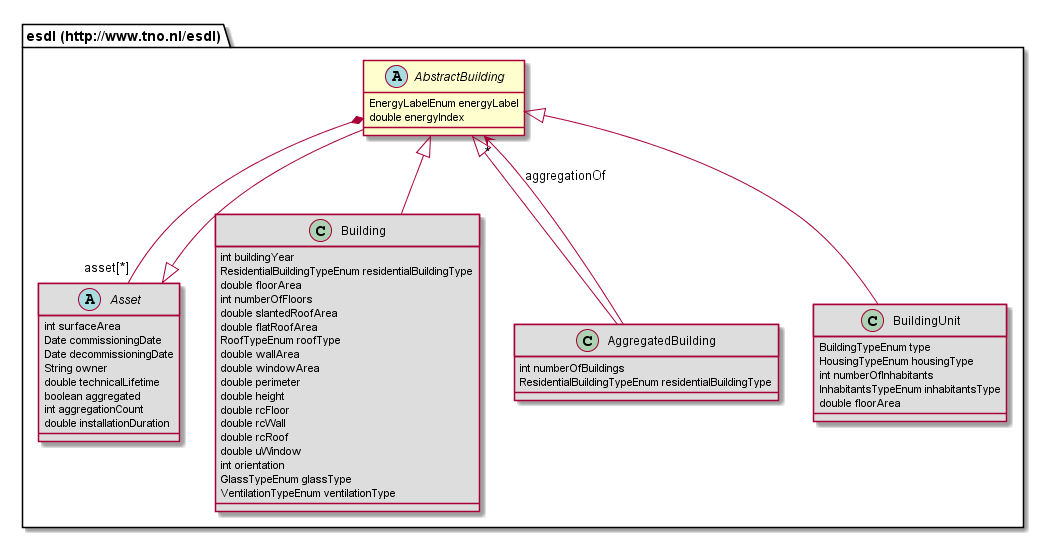 esdl (http://www.tno.nl/esdl)
A AbstractBuilding
EnergyLabelEnum energyLabel
double energyIndex
*
aggregationOf
asset[*]
A Asset
int surfaceArea
Date commissioningDate
Date decommissioningDate
String owner
double technicalLifetime
boolean aggregated
int aggregationCount
double installationDuration
C Building
int buildingYear
ResidentialBuildingTypeEnum residentialBuildingType
double floorArea
int numberOfFloors
double slantedRoofArea
double flatRoofArea
RoofTypeEnum roofType
double wallArea
double windowArea
double perimeter
double height
double rcFloor
double rcWall
double rcRoof
double uWindow
int orientation
GlassTypeEnum glassType
VentilationTypeEnum ventilationType
C AggregatedBuilding
int numberOfBuildings
ResidentialBuildingTypeEnum residentialBuildingType
C BuildingUnit
BuildingTypeEnum type
HousingTypeEnum housingType
int numberOfInhabitants
InhabitantsTypeEnum inhabitantsType
double floorArea